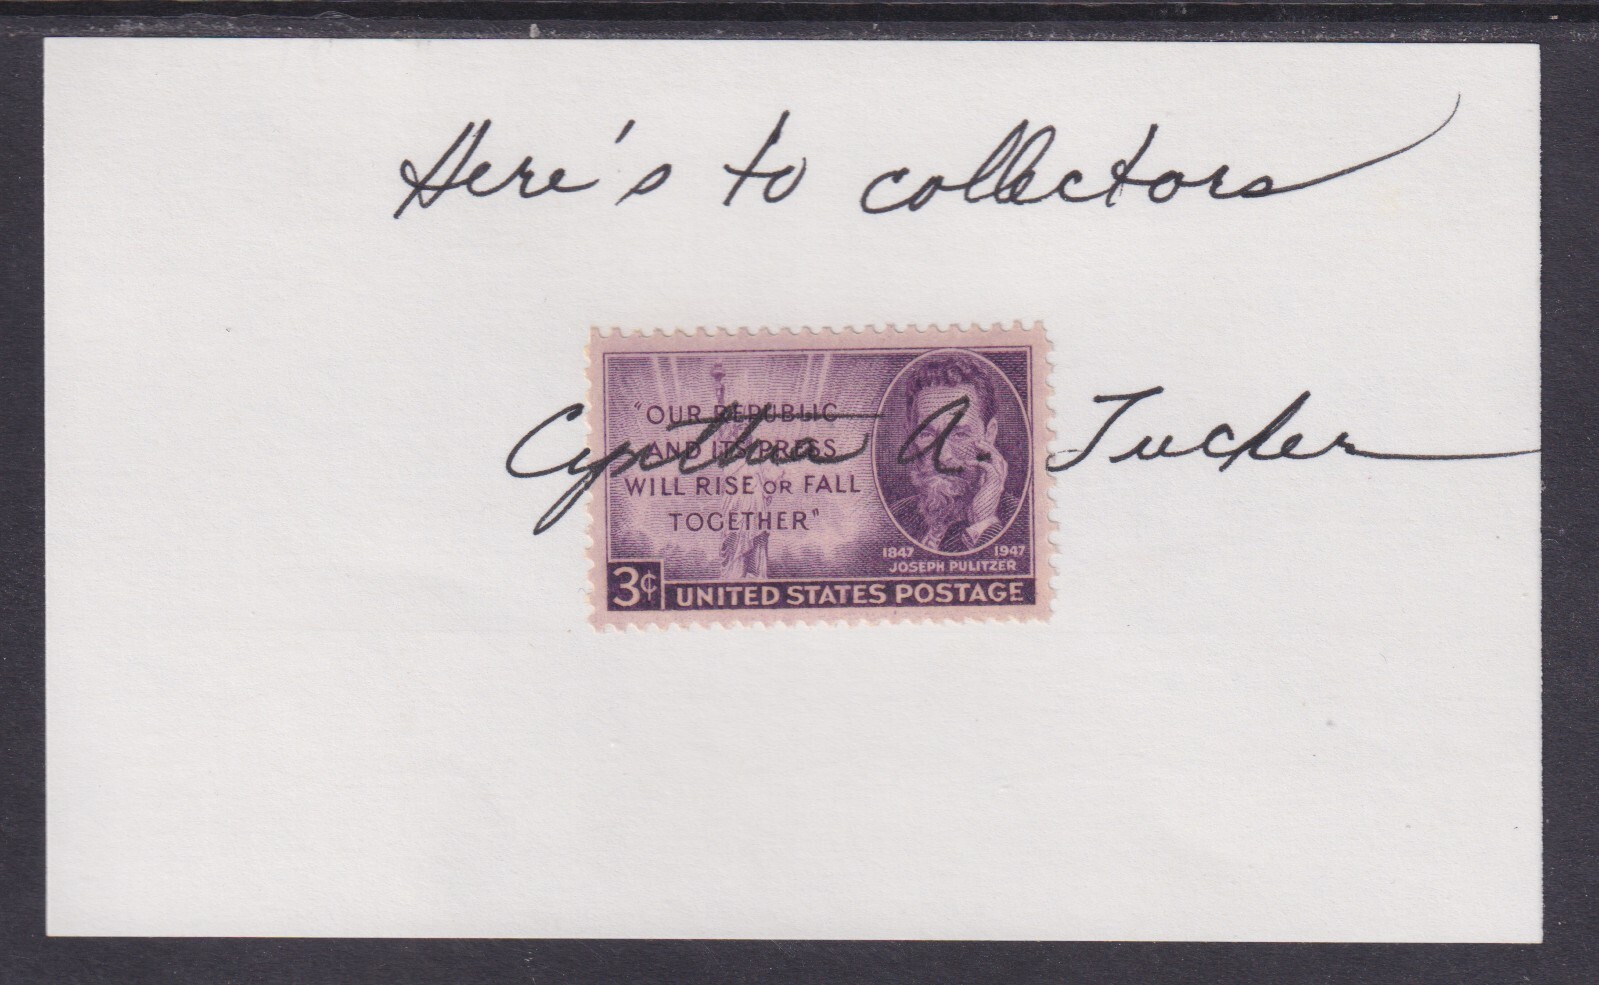 Here's to collectors
Cynthia A. Tucker
"OUR REPUBLIC
AND ITS PRESS
WILL RISE OR FALL
TOGETHER"
1847 1947
JOSEPH PULITZER
3¢ UNITED STATES POSTAGE